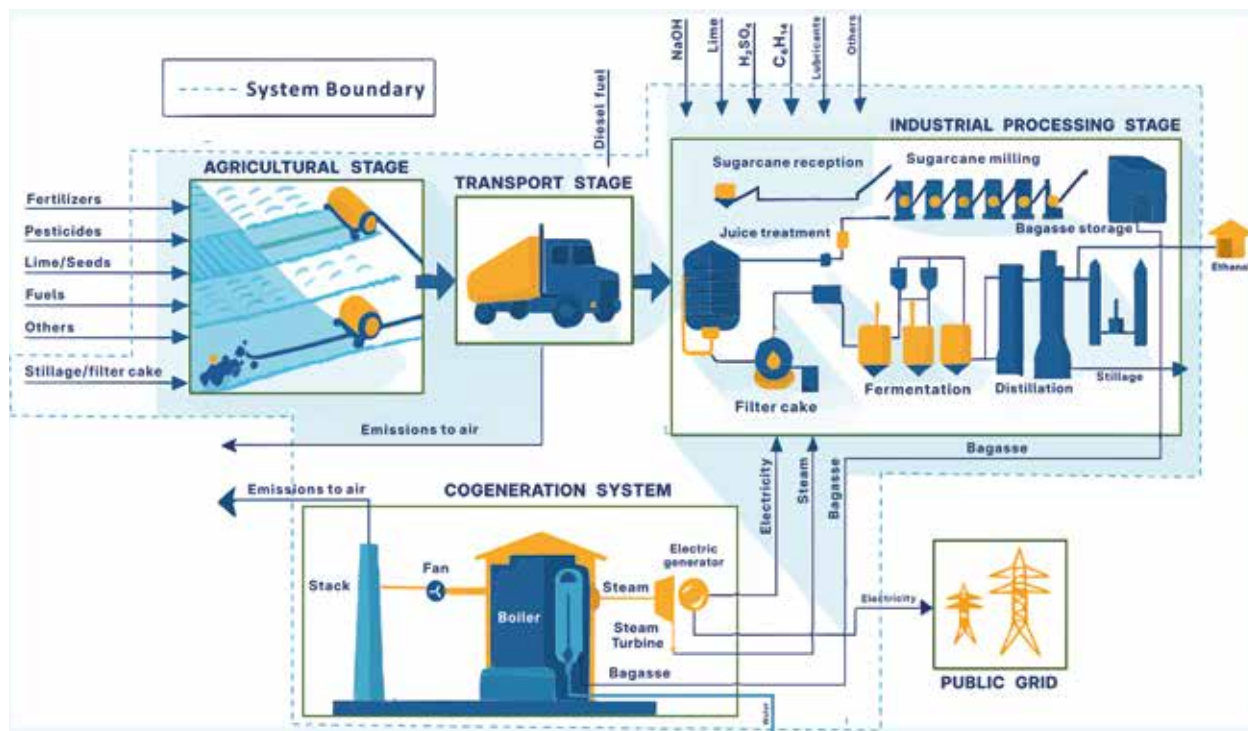 NaOH
Lime
H₂SO₄
C₆H₁₄
Lubricants
Others
System Boundary
Diesel fuel
INDUSTRIAL PROCESSING STAGE
AGRICULTURAL STAGE
TRANSPORT STAGE
Sugarcane reception
Sugarcane milling
Fertilizers
Pesticides
Lime/Seeds
Fuels
Others
Stillage/filter cake
Juice treatment
Bagasse storage
Ethanol
Filter cake
Fermentation
Distillation
Stillage
Emissions to air
Bagasse
Electricity
Steam
Bagasse
Emissions to air
COGENERATION SYSTEM
Stack
Fan
Boiler
Steam
Electric
generator
Steam
Turbine
Bagasse
Water
Electricity
PUBLIC GRID